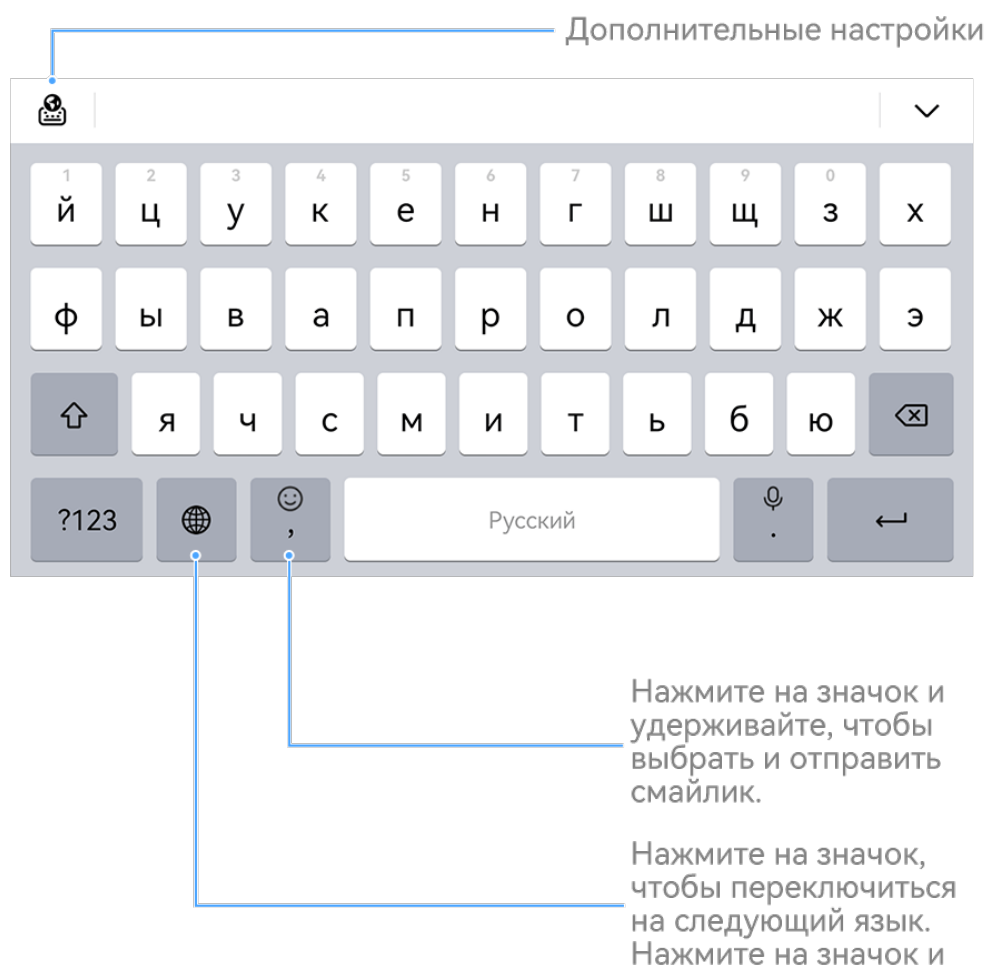 Дополнительные настройки
1 2 3 4 5 6 7 8 9 0
й ц у к е н г ш щ з х
ф ы в а п р о л д ж э
я ч с м и т ь б ю
?123 , Русский .
Нажмите на значок и
удерживайте, чтобы
выбрать и отправить
смайлик.
Нажмите на значок,
чтобы переключиться
на следующий язык.
Нажмите на значок и